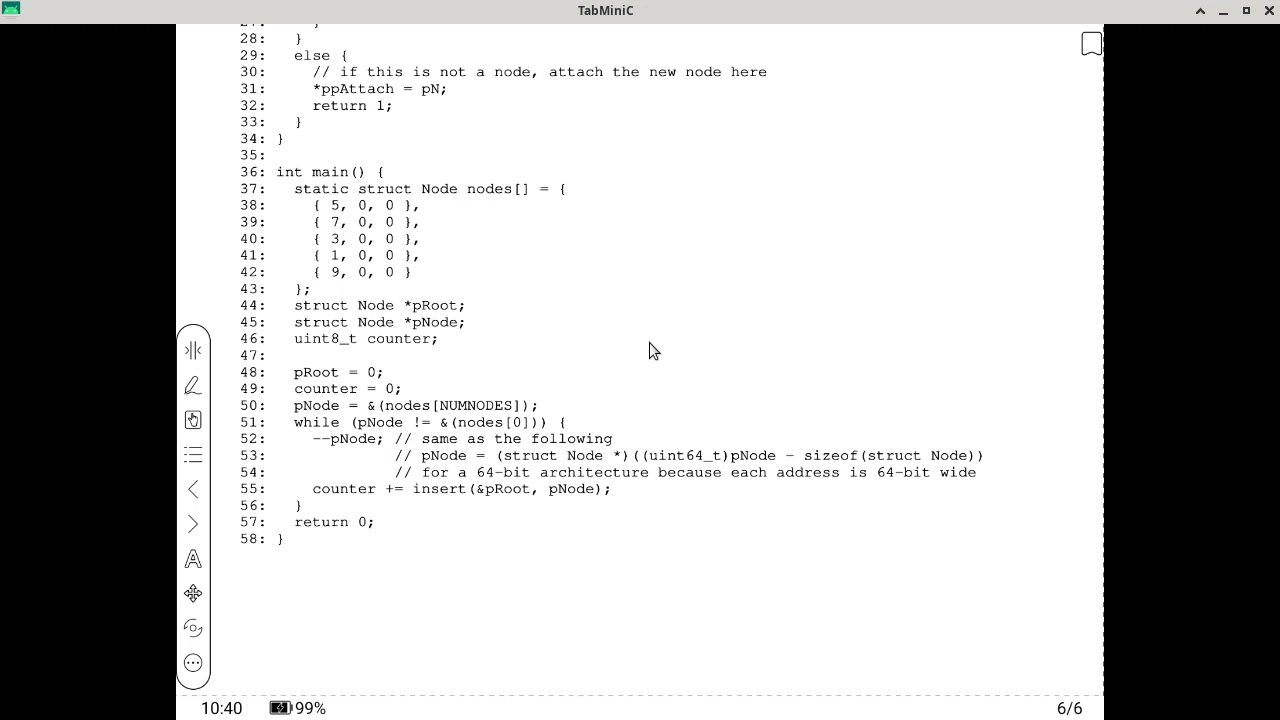 TabMiniC
28: }
29: else {
30: // if this is not a node, attach the new node here
31: *ppAttach = pN;
32: return 1;
33: }
34: }
35:
36: int main() {
37: static struct Node nodes[] = {
38: { 5, 0, 0 },
39: { 7, 0, 0 },
40: { 3, 0, 0 },
41: { 1, 0, 0 },
42: { 9, 0, 0 }
43: };
44: struct Node *pRoot;
45: struct Node *pNode;
46: uint8_t counter;
47:
48: pRoot = 0;
49: counter = 0;
50: pNode = &(nodes[NUMNODES]);
51: while (pNode != &(nodes[0])) {
52: --pNode; // same as the following
53: // pNode = (struct Node *)((uint64_t)pNode - sizeof(struct Node))
54: // for a 64-bit architecture because each address is 64-bit wide
55: counter += insert(&pRoot, pNode);
56: }
57: return 0;
58: }
10:40 99% 6/6